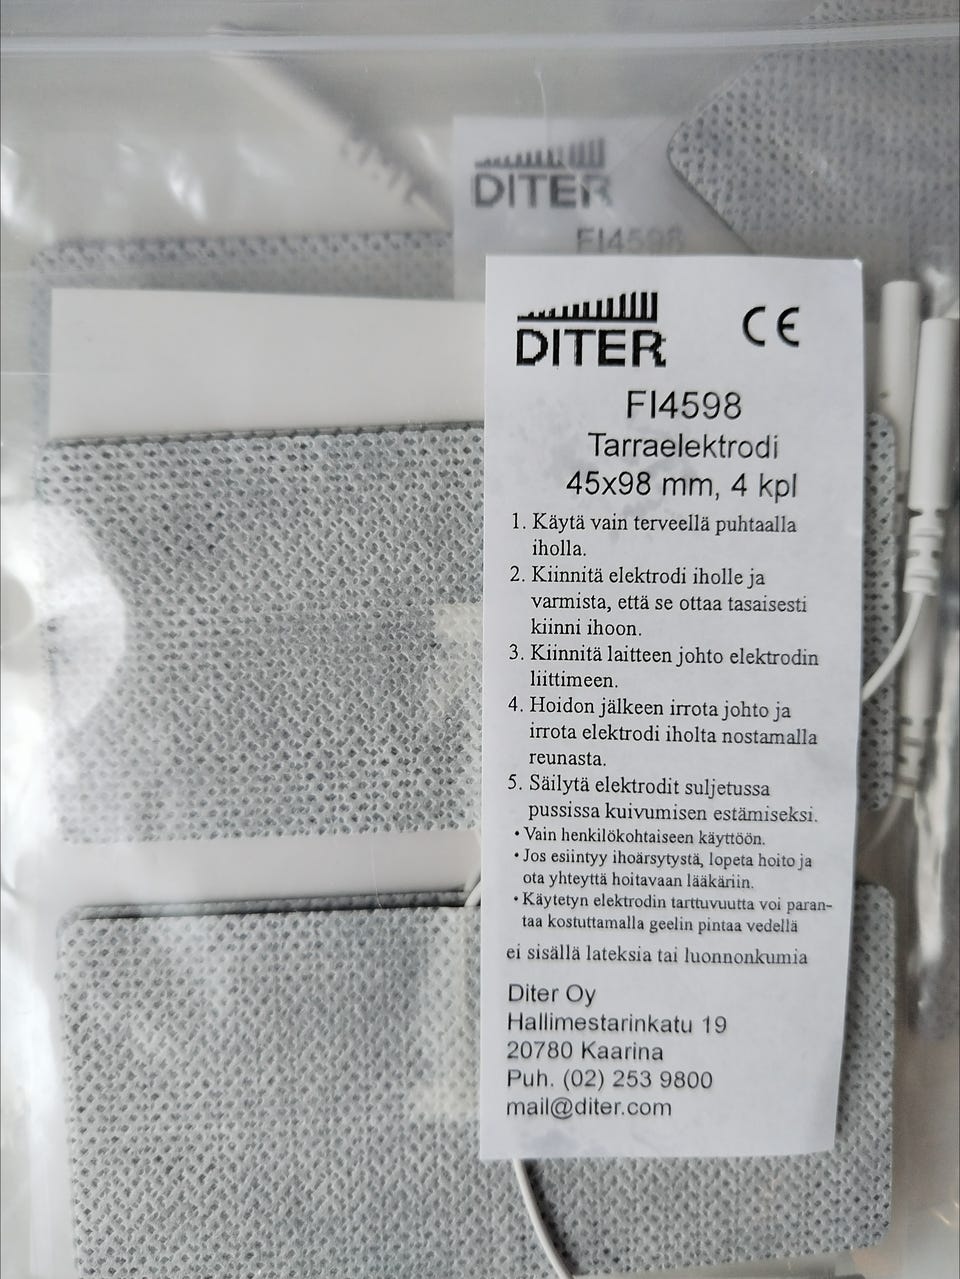 DITER
FI4598
DITER CE
FI4598
Tarraelektrodi
45x98 mm, 4 kpl
1. Käytä vain terveellä puhtaalla
iholla.
2. Kiinnitä elektrodi iholle ja
varmista, että se ottaa tasaisesti
kiinni ihoon.
3. Kiinnitä laitteen johto elektrodin
liittimeen.
4. Hoidon jälkeen irrota johto ja
irrota elektrodi iholta nostamalla
reunasta.
5. Säilytä elektrodit suljetussa
pussissa kuivumisen estämiseksi.
• Vain henkilökohtaiseen käyttöön.
• Jos esiintyy ihoärsytystä, lopeta hoito ja
ota yhteyttä hoitavaan lääkäriin.
• Käytetyn elektrodin tarttuvuutta voi paran-
taa kostuttamalla geelin pintaa vedellä
ei sisällä lateksia tai luonnonkumia
Diter Oy
Hallimestarinkatu 19
20780 Kaarina
Puh. (02) 253 9800
mail@diter.com